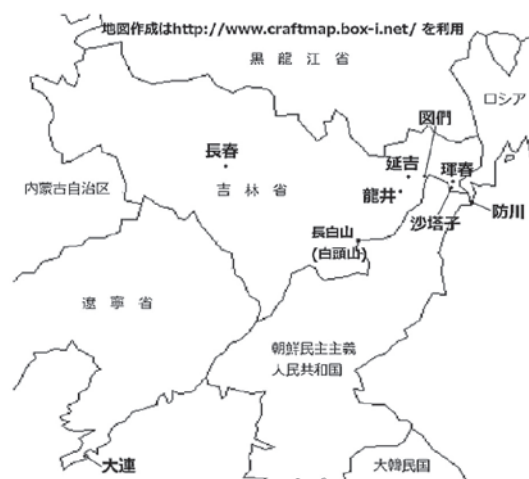 地図作成はhttp://www.craftmap.box-i.net/ を利用
黒龍江省
ロシア
図們
長春
延吉
琿春
内蒙古自治区
吉林省
龍井
防川
沙塔子
長白山
(白頭山)
遼寧省
朝鮮民主主義
人民共和国
大連
大韓民国